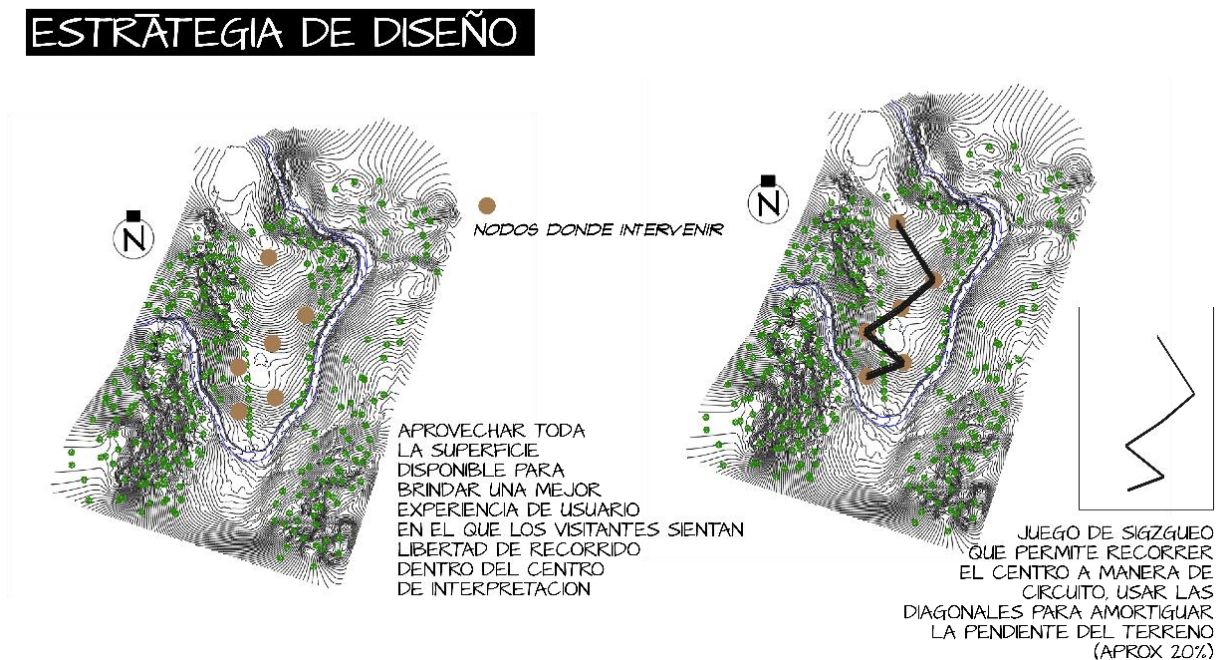 ESTRATEGIA DE DISEÑO
N
NODOS DONDE INTERVENIR
APROVECHAR TODA
LA SUPERFICIE
DISPONIBLE PARA
BRINDAR UNA MEJOR
EXPERIENCIA DE USUARIO
EN EL QUE LOS VISITANTES SIENTAN
LIBERTAD DE RECORRIDO
DENTRO DEL CENTRO
DE INTERPRETACION
N
JUEGO DE SIGZGUEO
QUE PERMITE RECORRER
EL CENTRO A MANERA DE
CIRCUITO, USAR LAS
DIAGONALES PARA AMORTIGUAR
LA PENDIENTE DEL TERRENO
(APROX 20%)